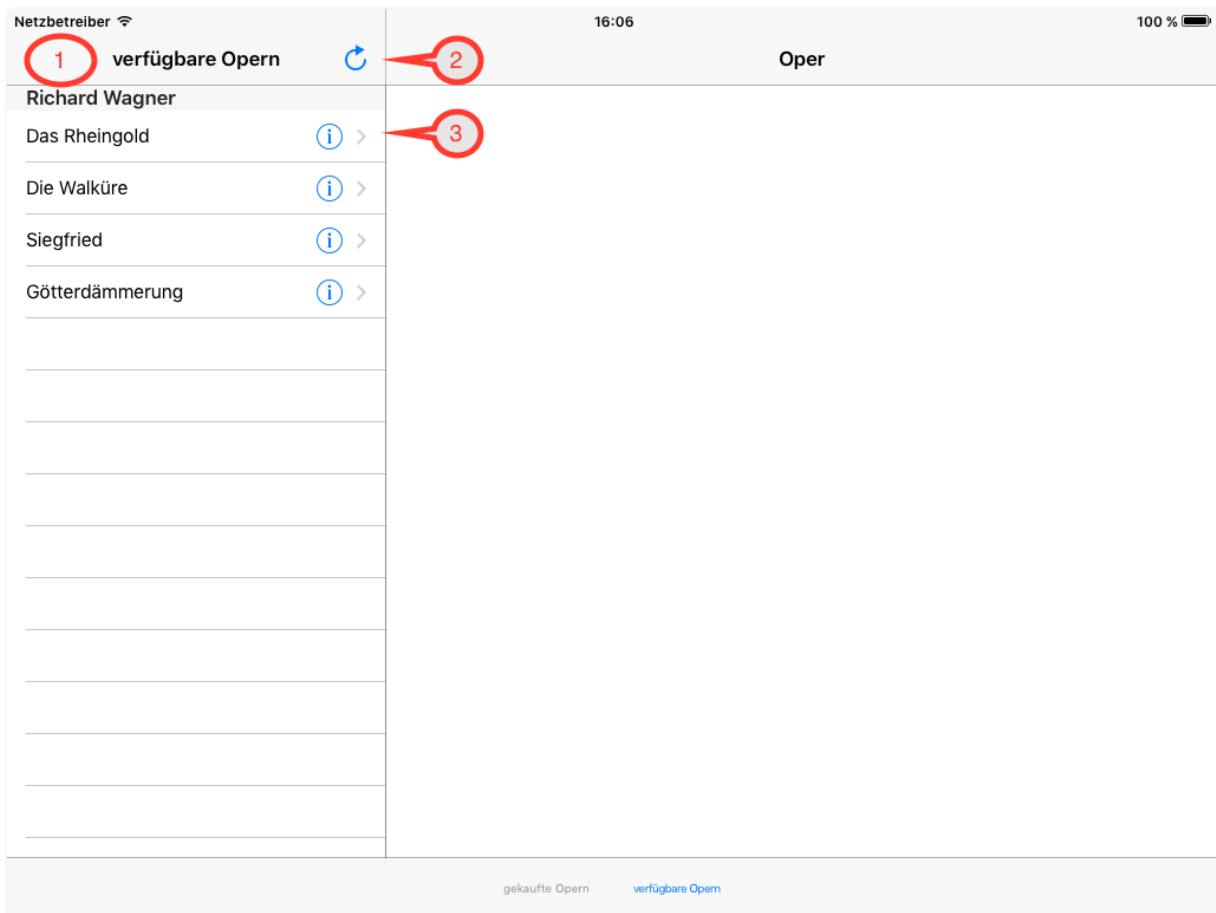 Netzbetreiber 16:06 100 %
1 verfügbare Opern 2 Oper
Richard Wagner
Das Rheingold i 3
Die Walküre i
Siegfried i
Götterdämmerung i
gekaufte Opern verfügbare Opern